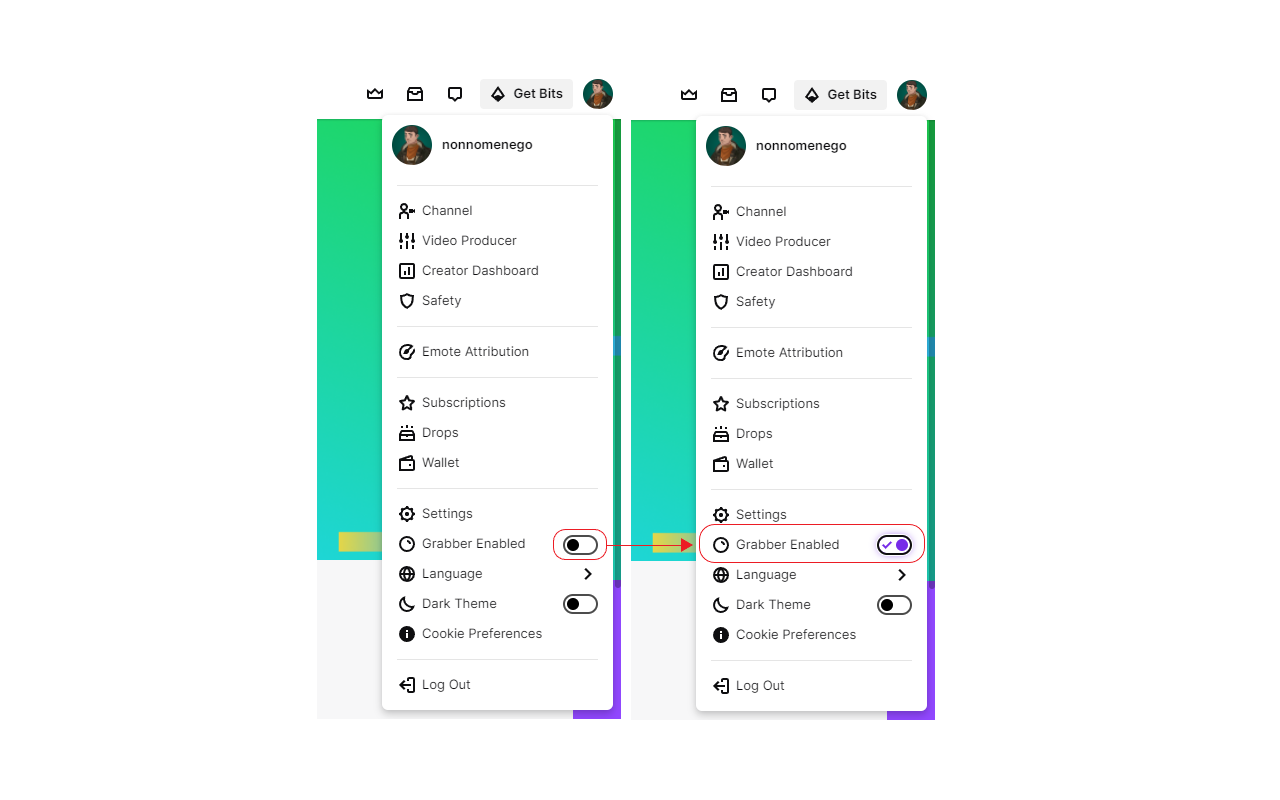 Get Bits
nonnomenego
Channel
Video Producer
Creator Dashboard
Safety
Emote Attribution
Subscriptions
Drops
Wallet
Settings
Grabber Enabled
Language
Dark Theme
Cookie Preferences
Log Out
Get Bits
nonnomenego
Channel
Video Producer
Creator Dashboard
Safety
Emote Attribution
Subscriptions
Drops
Wallet
Settings
Grabber Enabled
Language
Dark Theme
Cookie Preferences
Log Out